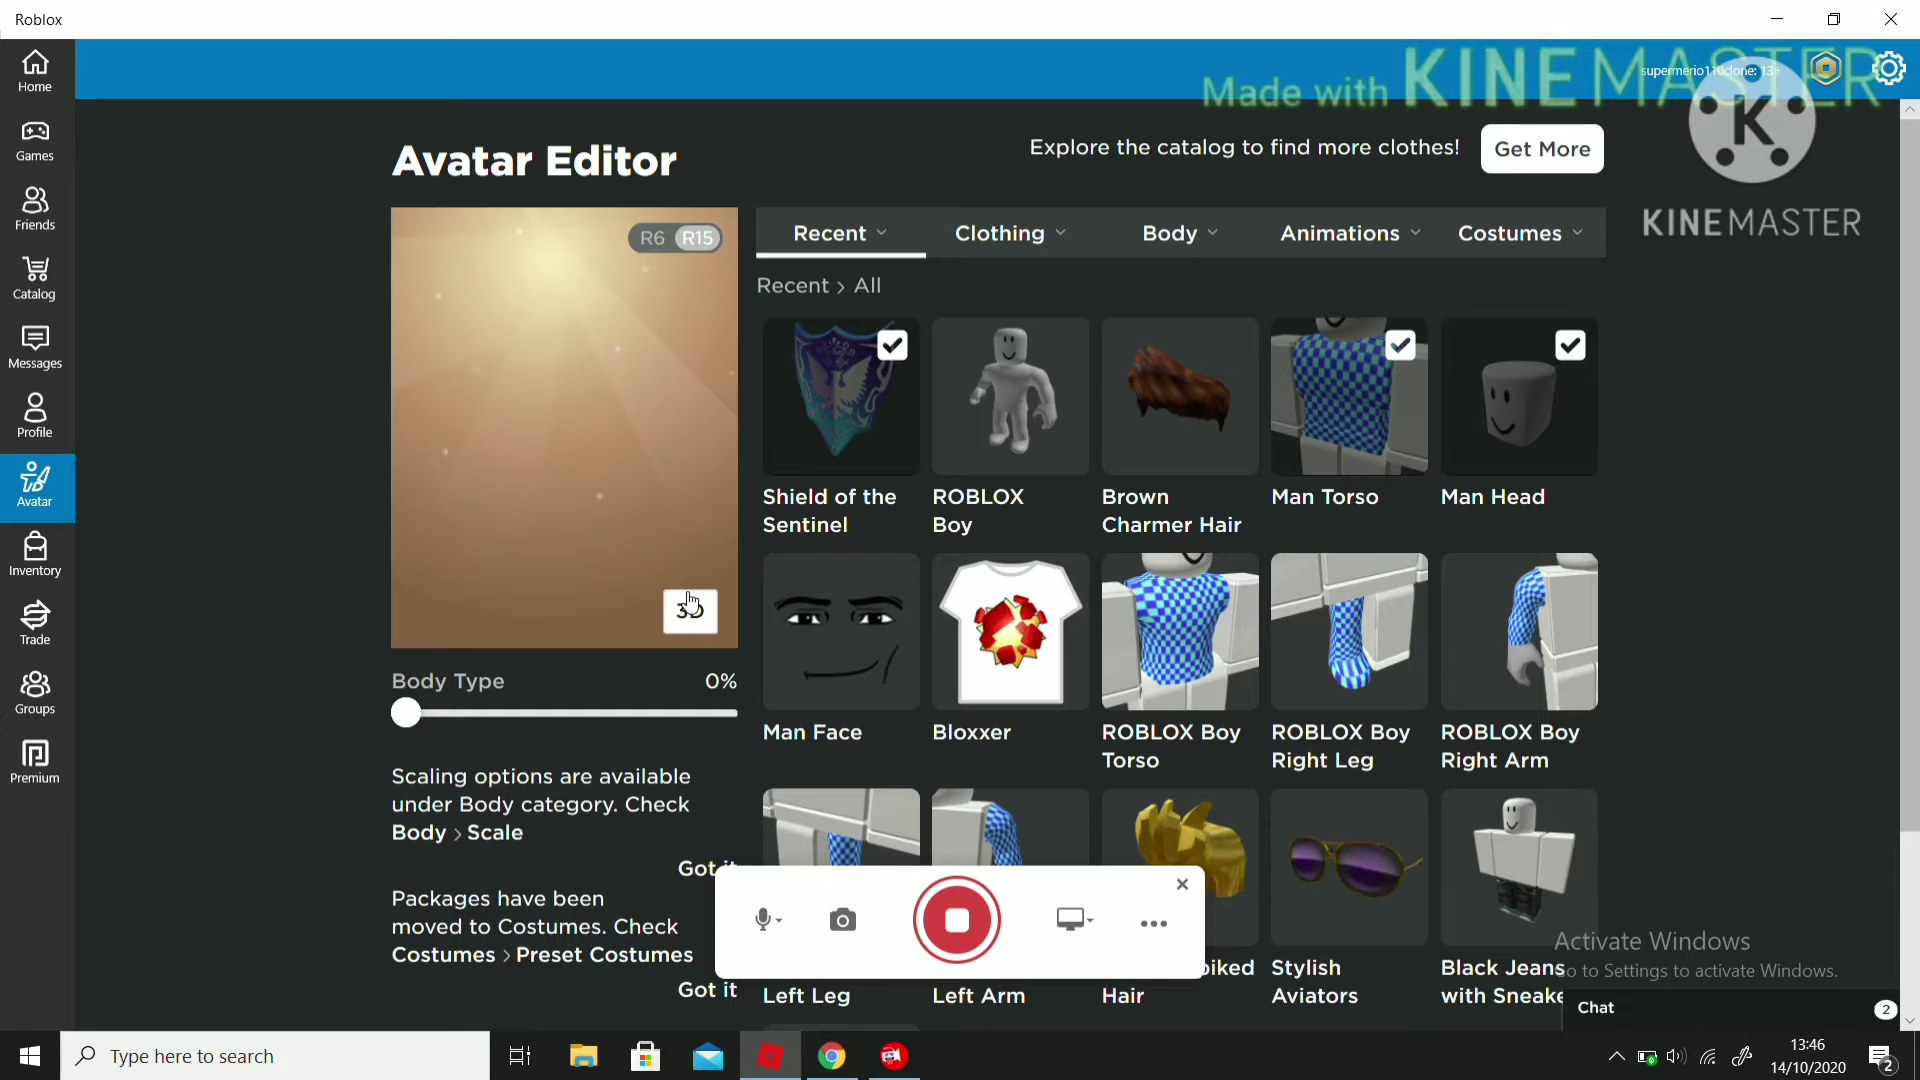 Roblox
Made with KINEMASTER
Home
Games
Friends
Catalog
Messages
Profile
Avatar
Inventory
Trade
Groups
Premium
K
KINEMASTER
Avatar Editor
Explore the catalog to find more clothes!
Get More
R6 R15
3D
Recent
Clothing
Body
Animations
Costumes
Recent > All
Shield of the
Sentinel
ROBLOX
Boy
Brown
Charmer Hair
Man Torso
Man Head
Man Face
Bloxxer
ROBLOX Boy
Torso
ROBLOX Boy
Right Leg
ROBLOX Boy
Right Arm
Left Leg
Left Arm
Hair
Stylish
Aviators
Black Jeans
with
Body Type 0%
Scaling options are available
under Body category. Check
Body > Scale
Got it
Packages have been
moved to Costumes. Check
Costumes > Preset Costumes
Got it
Activate Windows
Go to Settings to activate Windows.
Chat
2
Type here to search
13:46
14/10/2020
2